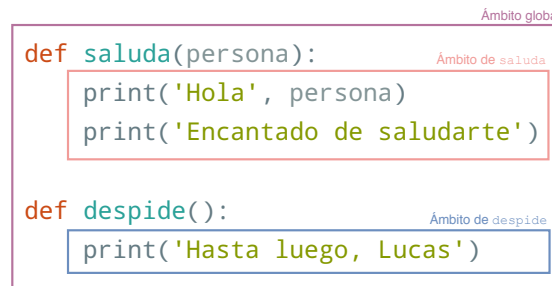 Ámbito globa
def saluda(persona):
Ámbito de saluda
print('Hola', persona)
print('Encantado de saludarte')
def despide():
Ámbito de despide
print('Hasta luego, Lucas')